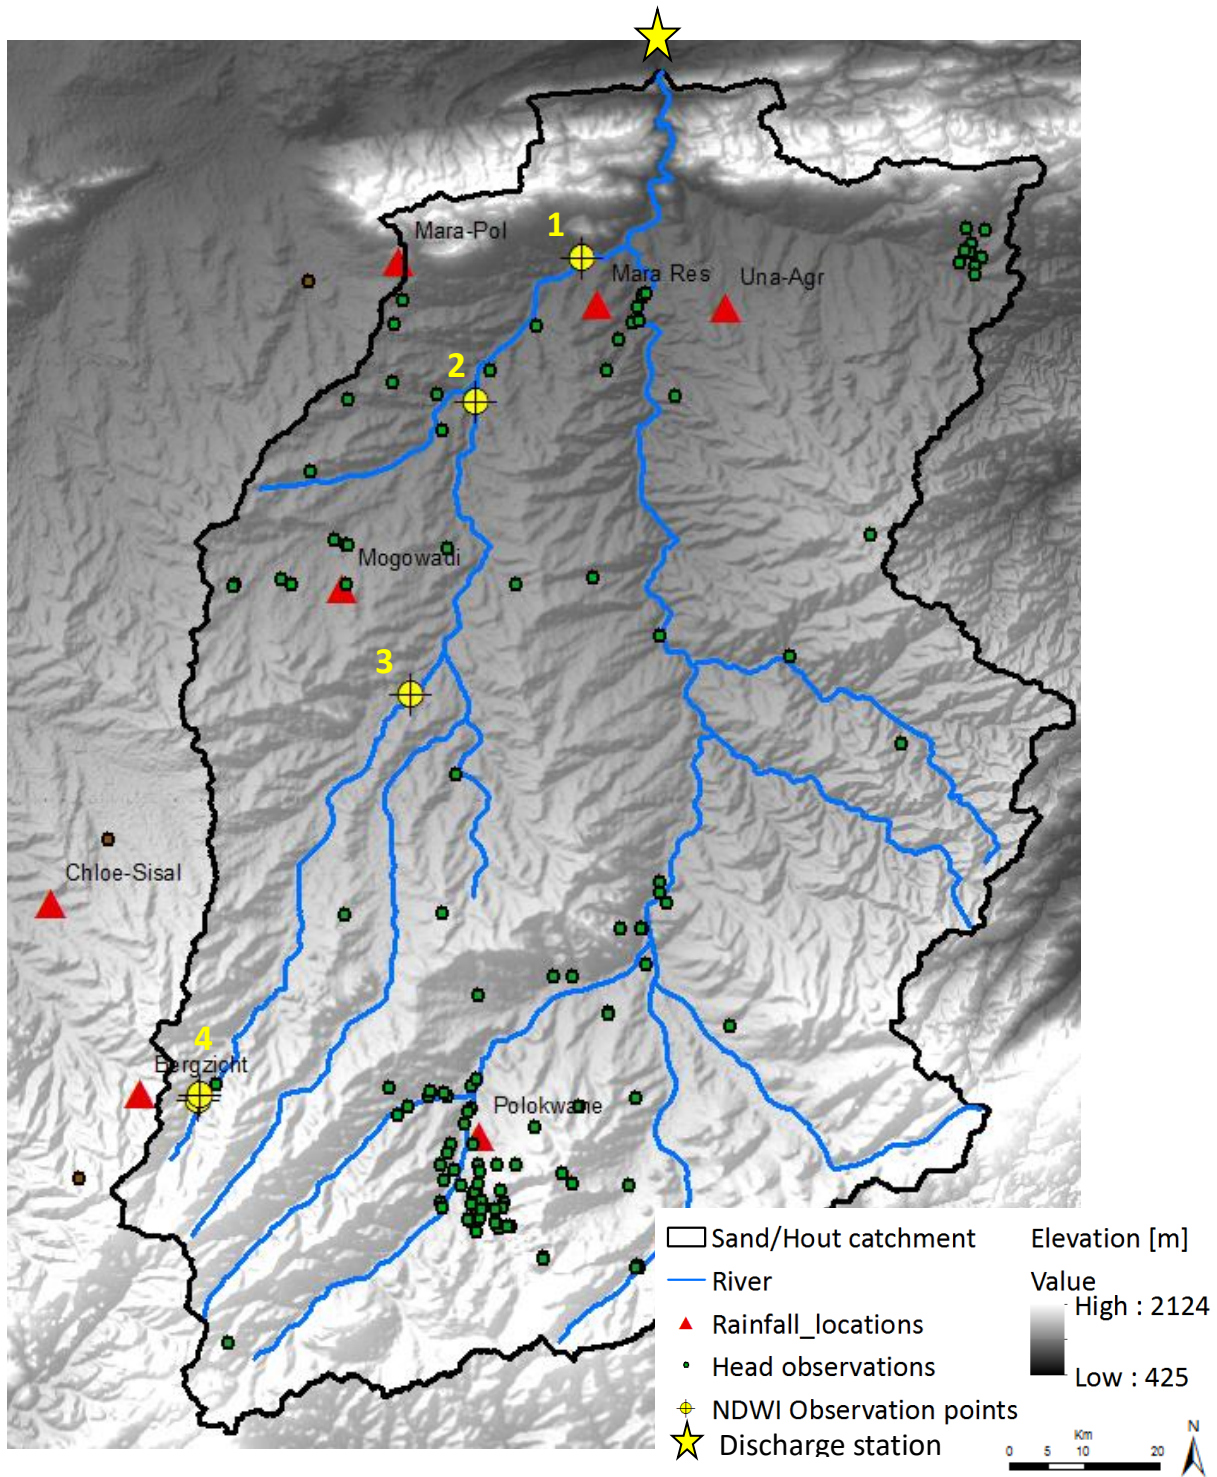 1
Mara-Pol
Mara Res
Una-Agr
2
Mogowadi
3
Chloe-Sisal
4
Bergzicht
Polokwane
Sand/Hout catchment
River
Rainfall_locations
Head observations
NDWI Observation points
Discharge station
Elevation [m]
Value
High : 2124
Low : 425
Km
0 5 10 20
N